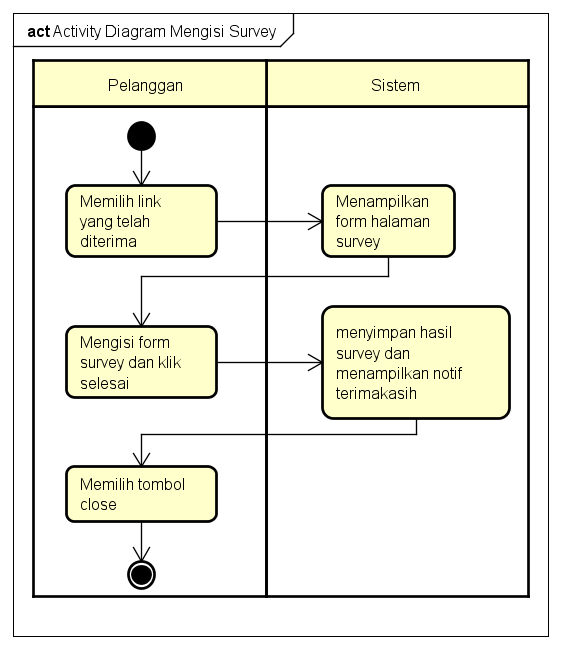 act Activity Diagram Mengisi Survey
Pelanggan
Sistem
Memilih link
yang telah
diterima
Menampilkan
form halaman
survey
Mengisi form
survey dan klik
selesai
menyimpan hasil
survey dan
menampilkan notif
terimakasih
Memilih tombol
close